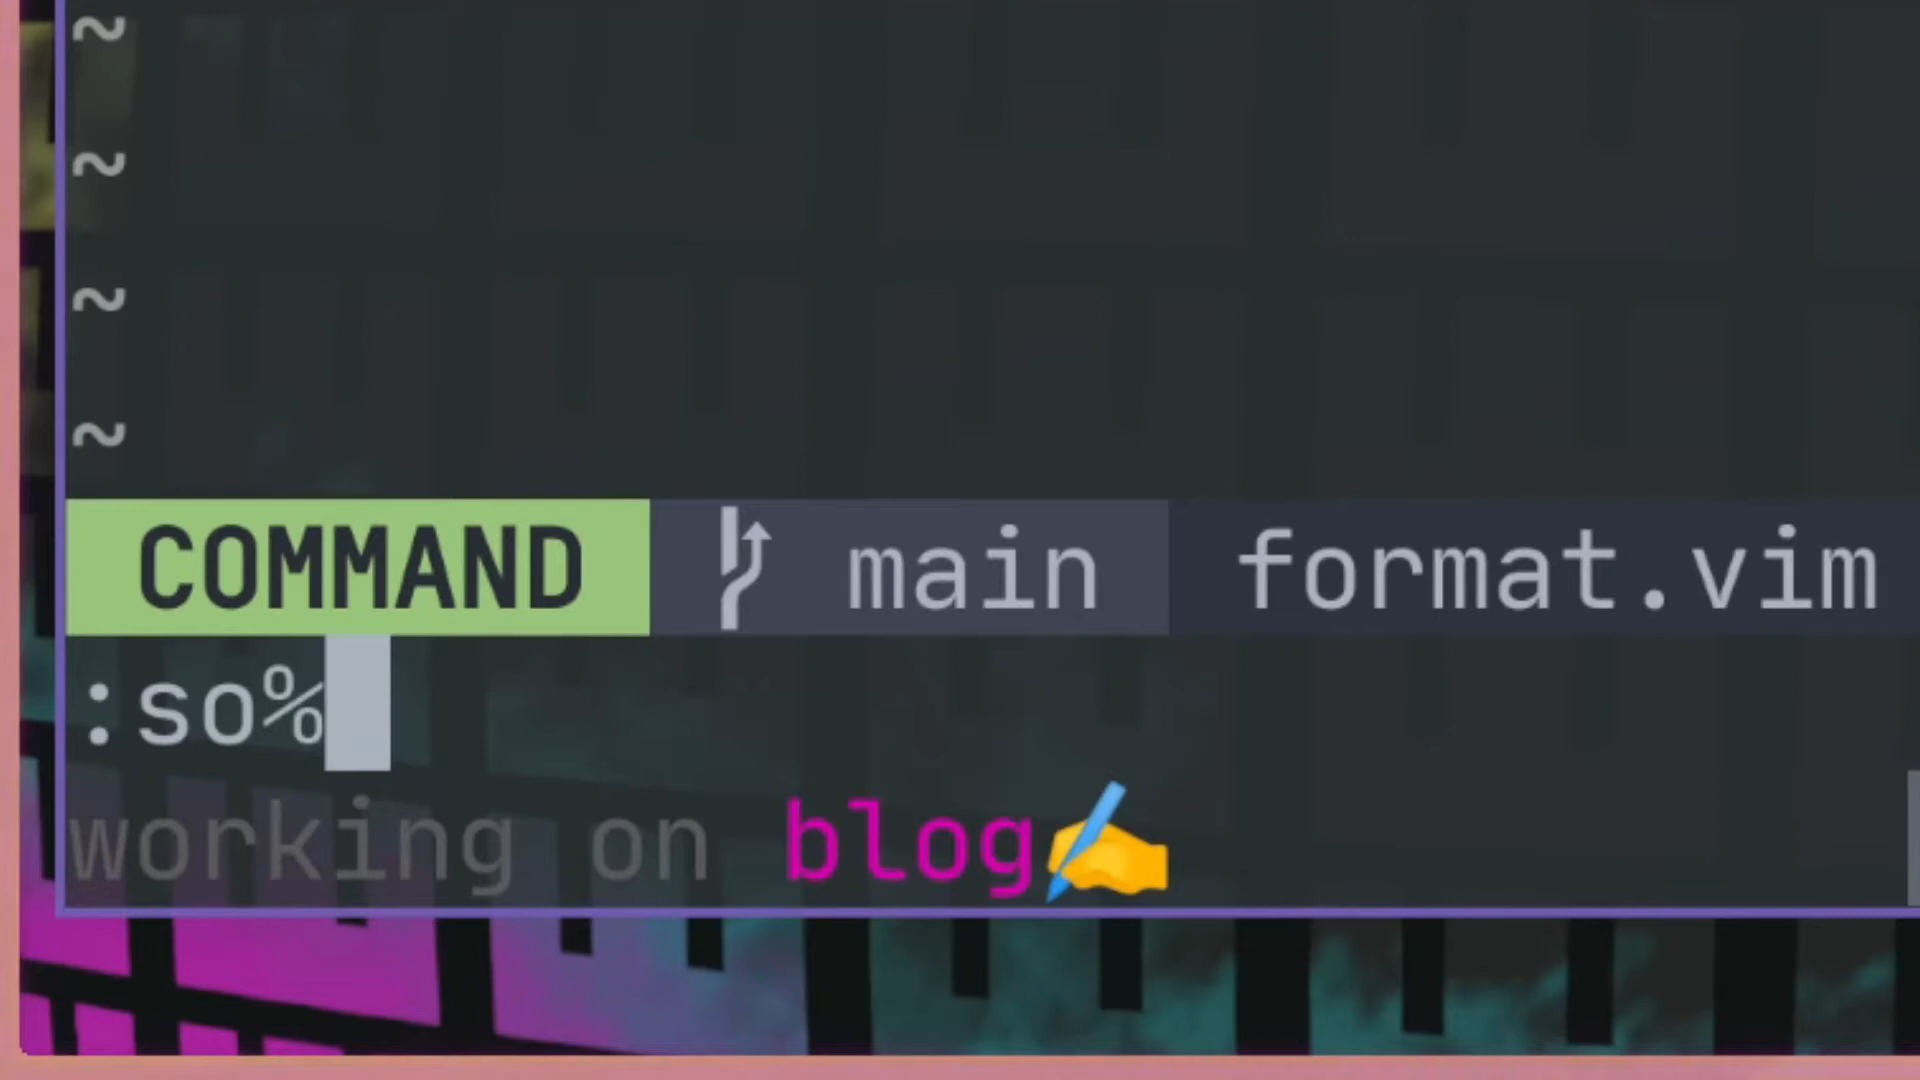 ~
~
~
~
COMMAND main format.vim
:so%
working on blog✍️